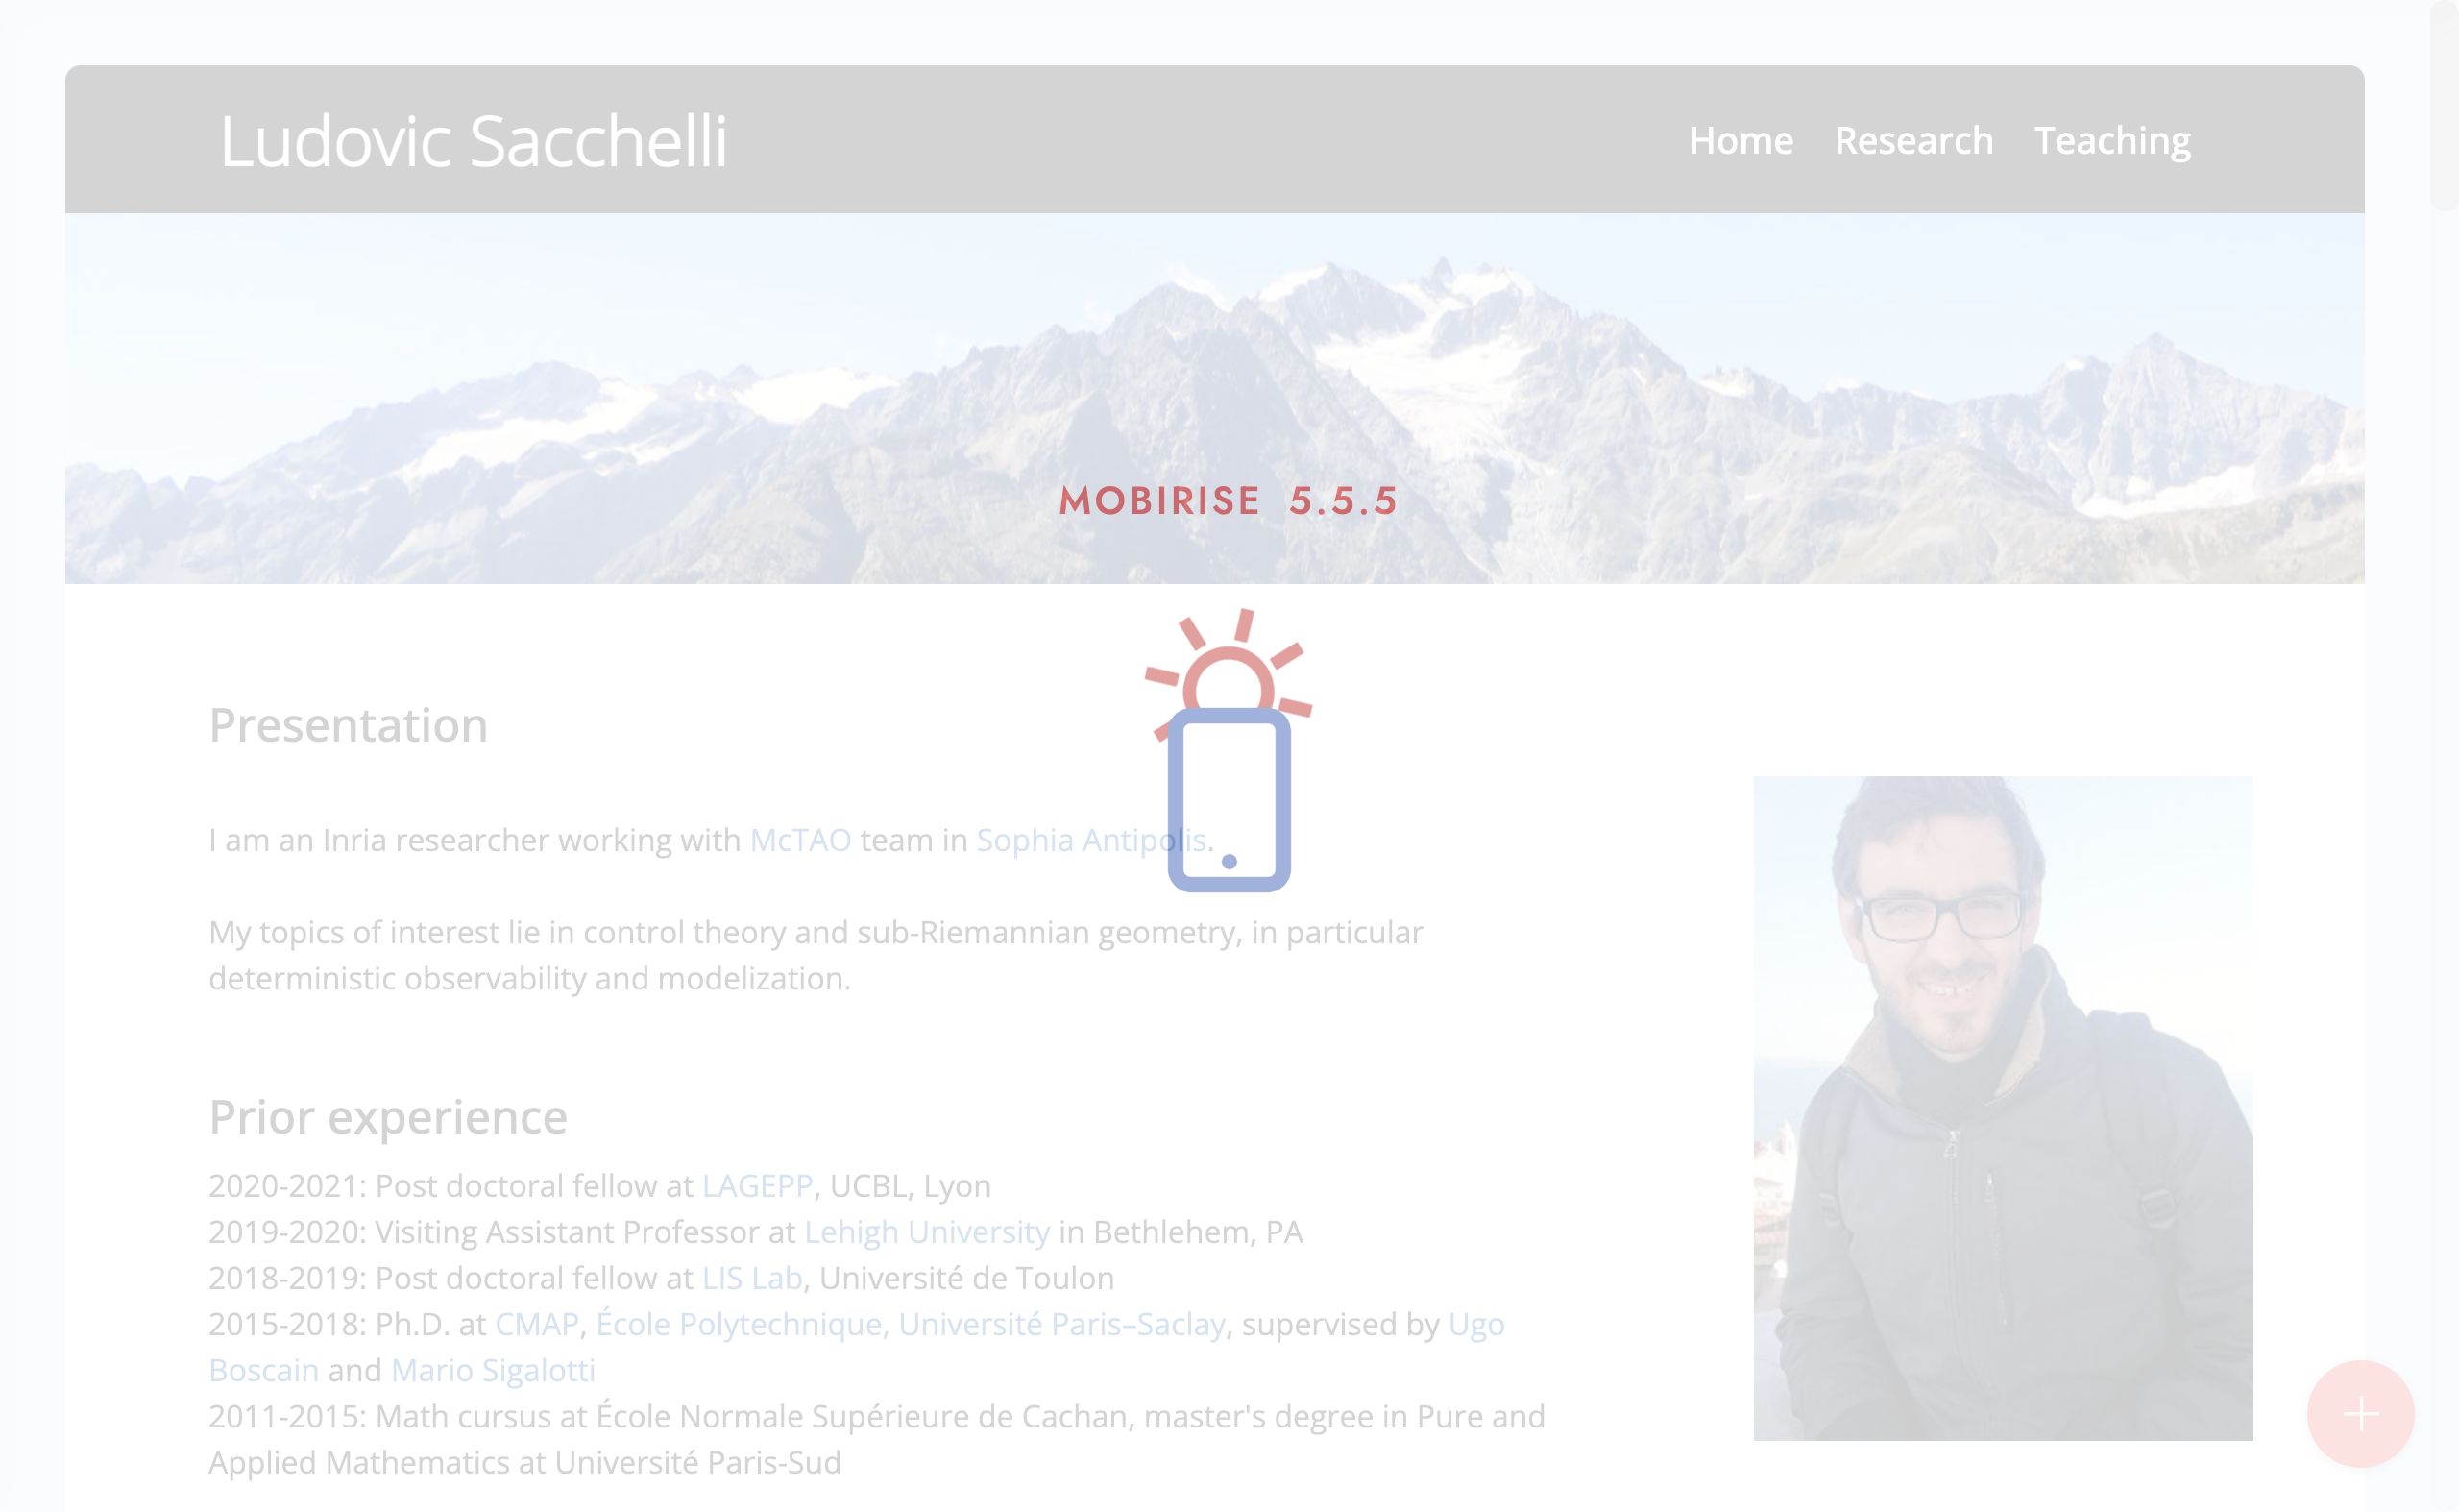 Ludovic Sacchelli
Home Research Teaching
MOBIRISE 5.5.5
Presentation
I am an Inria researcher working with McTAO team in Sophia Antipolis.
My topics of interest lie in control theory and sub-Riemannian geometry, in particular
deterministic observability and modelization.
Prior experience
2020-2021: Post doctoral fellow at LAGEPP, UCBL, Lyon
2019-2020: Visiting Assistant Professor at Lehigh University in Bethlehem, PA
2018-2019: Post doctoral fellow at LIS Lab, Université de Toulon
2015-2018: Ph.D. at CMAP, École Polytechnique, Université Paris–Saclay, supervised by Ugo
Boscain and Mario Sigalotti
2011-2015: Math cursus at École Normale Supérieure de Cachan, master's degree in Pure and
Applied Mathematics at Université Paris-Sud